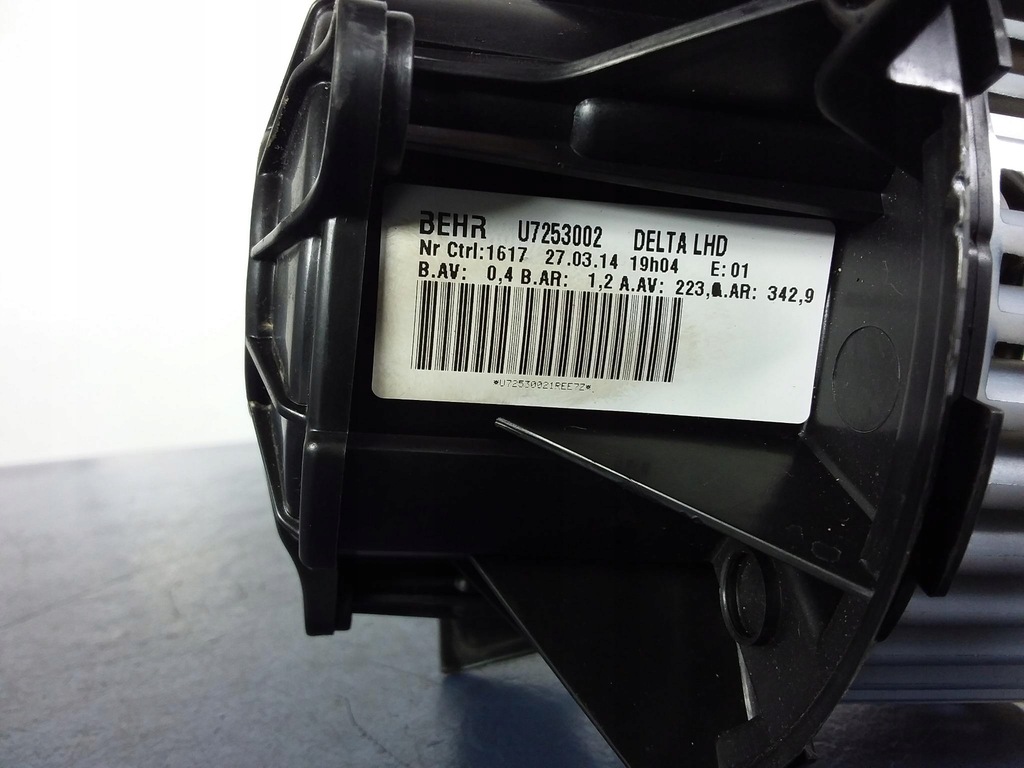 BEHR U7253002 DELTA LHD
Nr Ctrl:1617 27.03.14 19h04 E:01
B.AV: 0,4 B.AR: 1,2 A.AV: 223, .AR: 342,9
*U72530021REE7Z*